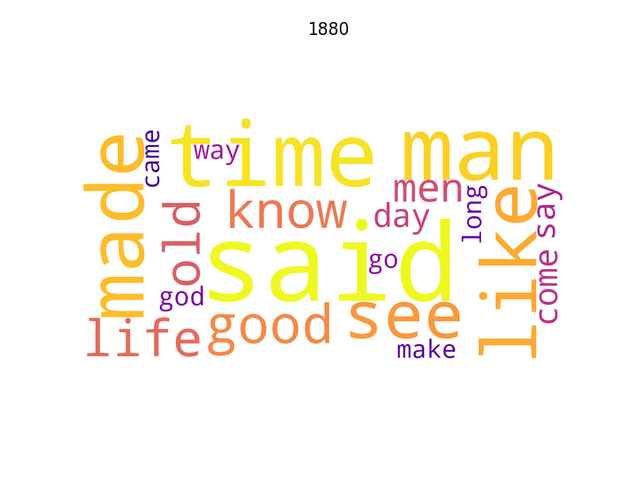 1880
made
came
time
way
man
men
know
old
day
long
like
say
come
said
go
god
good
see
life
make